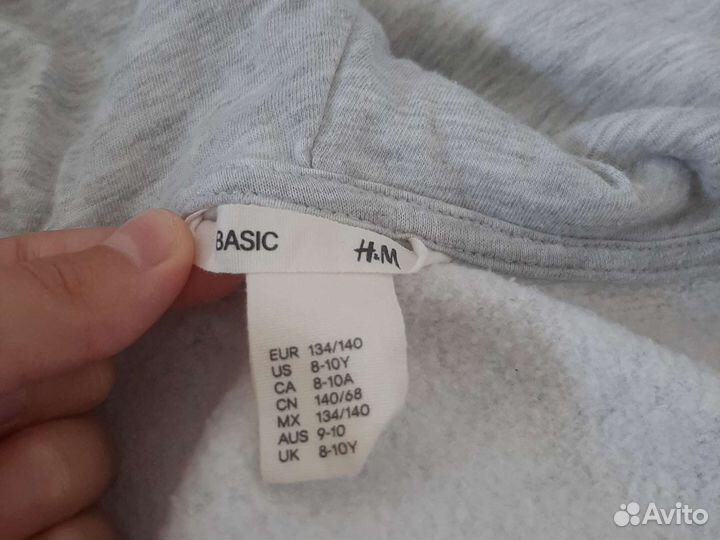 BASIC H&M
EUR 134/140
US 8-10Y
CA 8-10A
CN 140/68
MX 134/140
AUS 9-10
UK 8-10Y
Avito